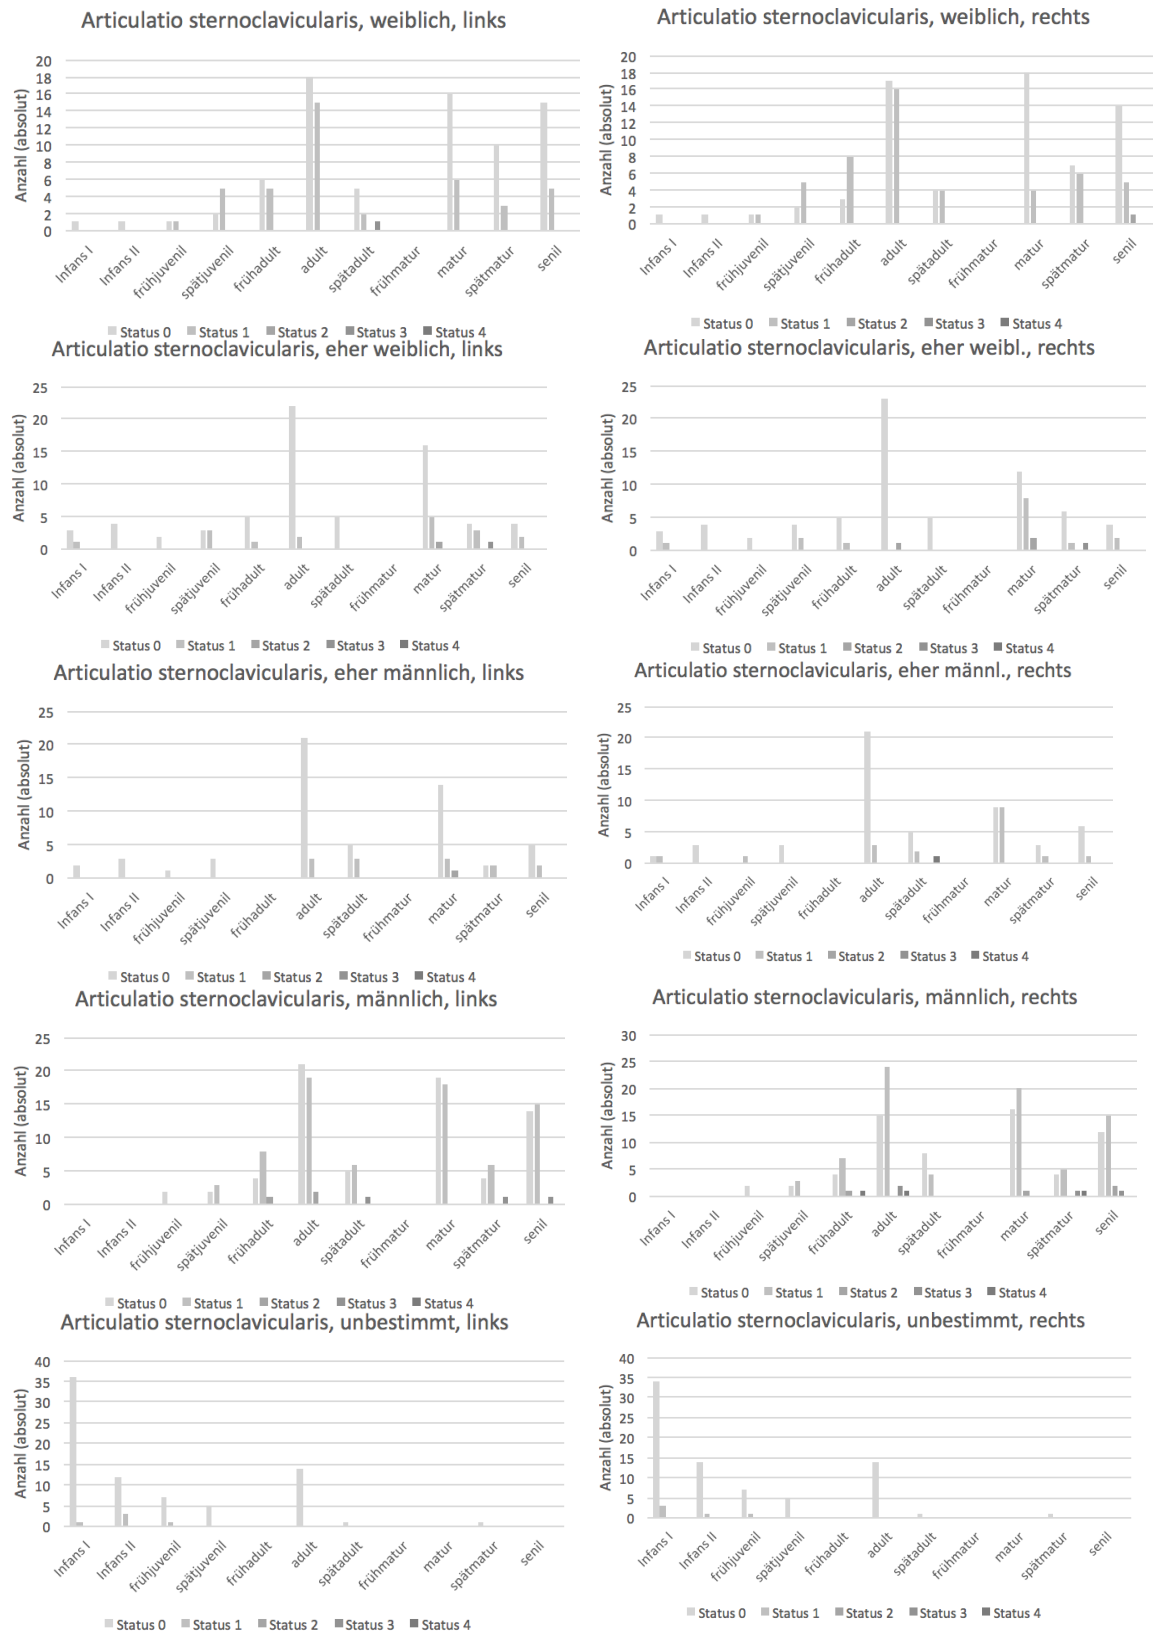 Articulatio sternoclavicularis, weiblich, links
Anzahl (absolut)
20
18
16
14
12
10
8
6
4
2
0
Infans I
Infans II
frühjuvenil
spätjuvenil
frühadult
adult
spätadult
frühmatur
matur
spätmatur
senil
Status 0 Status 1 Status 2 Status 3 Status 4
Articulatio sternoclavicularis, weiblich, rechts
Anzahl (absolut)
20
18
16
14
12
10
8
6
4
2
0
Infans I
Infans II
frühjuvenil
spätjuvenil
frühadult
adult
spätadult
frühmatur
matur
spätmatur
senil
Status 0 Status 1 Status 2 Status 3 Status 4
Articulatio sternoclavicularis, eher weiblich, links
Anzahl (absolut)
25
20
15
10
5
0
Infans I
Infans II
frühjuvenil
spätjuvenil
frühadult
adult
spätadult
frühmatur
matur
spätmatur
senil
Status 0 Status 1 Status 2 Status 3 Status 4
Articulatio sternoclavicularis, eher weibl., rechts
Anzahl (absolut)
25
20
15
10
5
0
Infans I
Infans II
frühjuvenil
spätjuvenil
frühadult
adult
spätadult
frühmatur
matur
spätmatur
senil
Status 0 Status 1 Status 2 Status 3 Status 4
Articulatio sternoclavicularis, eher männlich, links
Anzahl (absolut)
25
20
15
10
5
0
Infans I
Infans II
frühjuvenil
spätjuvenil
frühadult
adult
spätadult
frühmatur
matur
spätmatur
senil
Status 0 Status 1 Status 2 Status 3 Status 4
Articulatio sternoclavicularis, eher männl., rechts
Anzahl (absolut)
25
20
15
10
5
0
Infans I
Infans II
frühjuvenil
spätjuvenil
frühadult
adult
spätadult
frühmatur
matur
spätmatur
senil
Status 0 Status 1 Status 2 Status 3 Status 4
Articulatio sternoclavicularis, männlich, links
Anzahl (absolut)
25
20
15
10
5
0
Infans I
Infans II
frühjuvenil
spätjuvenil
frühadult
adult
spätadult
frühmatur
matur
spätmatur
senil
Status 0 Status 1 Status 2 Status 3 Status 4
Articulatio sternoclavicularis, männlich, rechts
Anzahl (absolut)
30
25
20
15
10
5
0
Infans I
Infans II
frühjuvenil
spätjuvenil
frühadult
adult
spätadult
frühmatur
matur
spätmatur
senil
Status 0 Status 1 Status 2 Status 3 Status 4
Articulatio sternoclavicularis, unbestimmt, links
Anzahl (absolut)
40
35
30
25
20
15
10
5
0
Infans I
Infans II
frühjuvenil
spätjuvenil
frühadult
adult
spätadult
frühmatur
matur
spätmatur
senil
Status 0 Status 1 Status 2 Status 3 Status 4
Articulatio sternoclavicularis, unbestimmt, rechts
Anzahl (absolut)
40
35
30
25
20
15
10
5
0
Infans I
Infans II
frühjuvenil
spätjuvenil
frühadult
adult
spätadult
frühmatur
matur
spätmatur
senil
Status 0 Status 1 Status 2 Status 3 Status 4